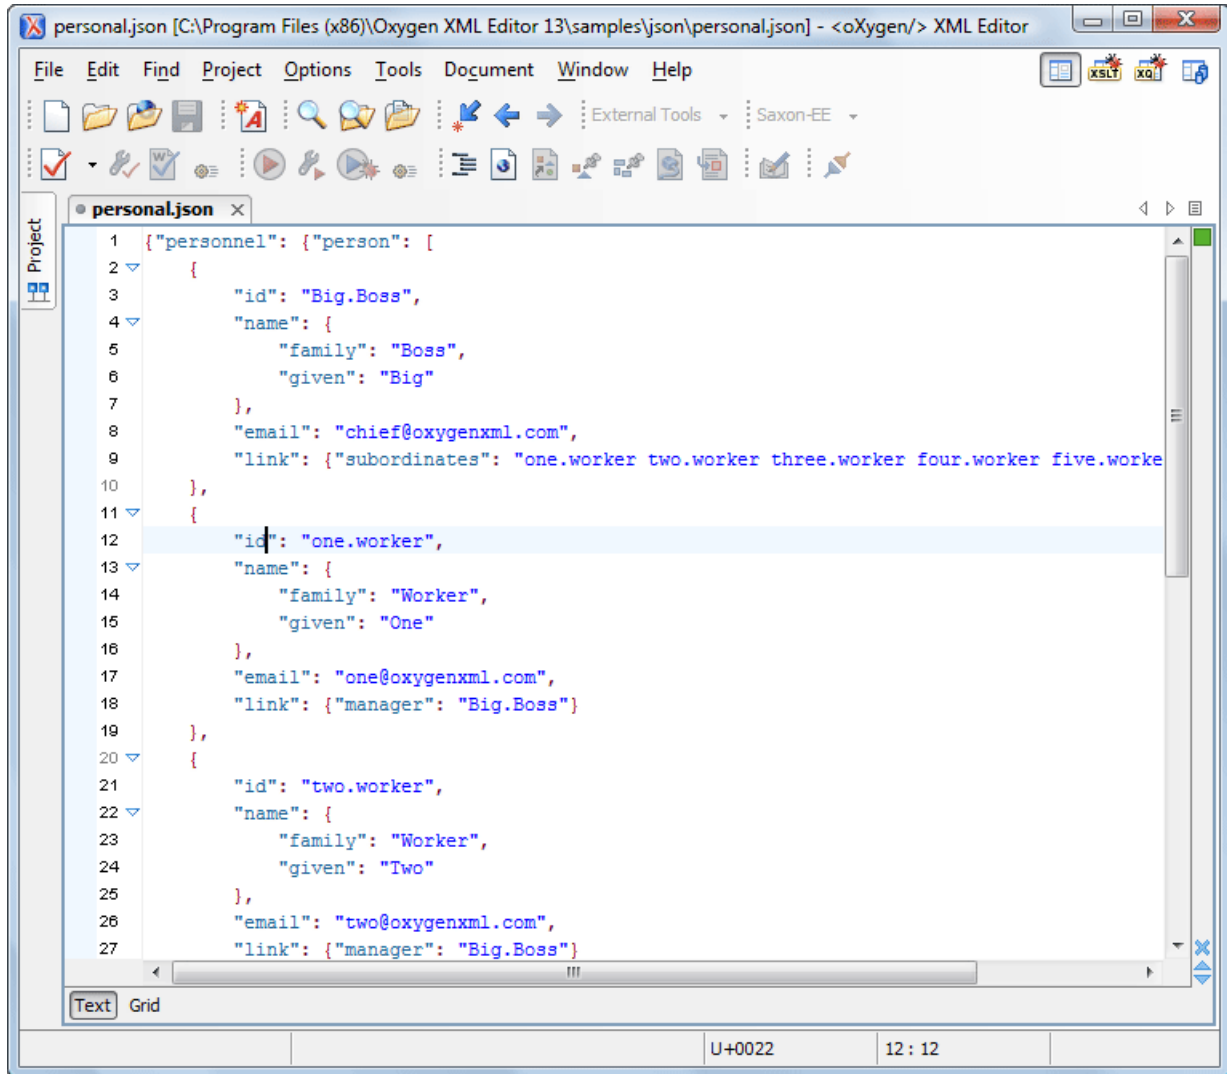 personal.json [C:\Program Files (x86)\Oxygen XML Editor 13\samples\json\personal.json] - <oXygen/> XML Editor
File Edit Find Project Options Tools Document Window Help
XSLT XQ
External Tools Saxon-EE
Project
personal.json
1 {"personnel": {"person": [
2 {
3 "id": "Big.Boss",
4 "name": {
5 "family": "Boss",
6 "given": "Big"
7 },
8 "email": "chief@oxygenxml.com",
9 "link": {"subordinates": "one.worker two.worker three.worker four.worker five.worke
10 },
11 {
12 "id": "one.worker",
13 "name": {
14 "family": "Worker",
15 "given": "One"
16 },
17 "email": "one@oxygenxml.com",
18 "link": {"manager": "Big.Boss"}
19 },
20 {
21 "id": "two.worker",
22 "name": {
23 "family": "Worker",
24 "given": "Two"
25 },
26 "email": "two@oxygenxml.com",
27 "link": {"manager": "Big.Boss"}
Text Grid
U+0022 12 : 12